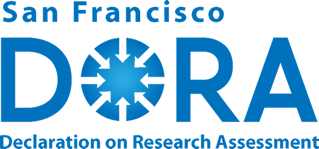 San Francisco
DORA
Declaration on Research Assessment